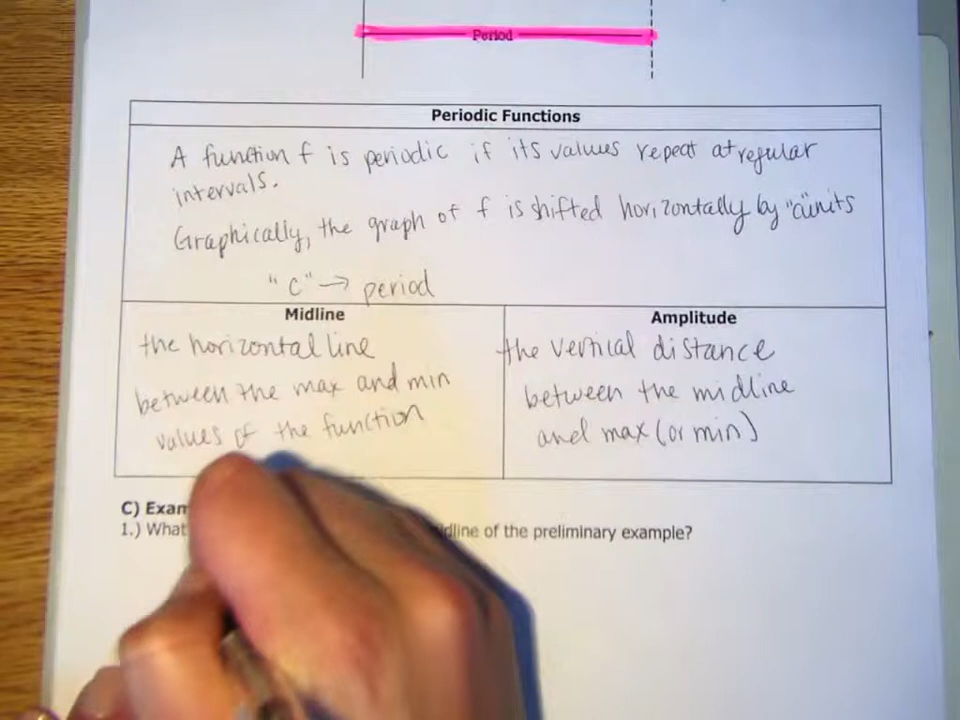 Period
Periodic Functions
A function f is periodic if its values repeat at regular
intervals.
Graphically, the graph of f is shifted horizontally by "c" units
"c" → period
Midline
the horizontal line
between the max and min
values of the function
Amplitude
the vertical distance
between the midline
and max (or min)
C) Exam
1.) What
dline of the preliminary example?